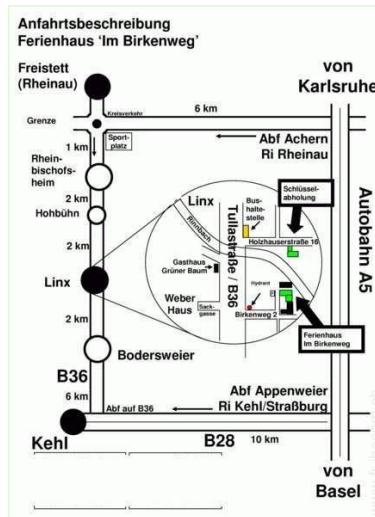 Anfahrtsbeschreibung
Ferienhaus 'Im Birkenweg'
Freistett
(Rheinau)
von
Karlsruhe
Kreisverkehr
6 km
Grenze
Sport-
platz
1 km
Abf Achern
Ri Rheinau
Rhein-
bischofs-
heim
2 km
Hohbühn
2 km
Linx
2 km
Bodersweier
B36
6 km
Abf auf B36
Kehl
Linx
Rinnbach
Tullastraße / B36
Bus-
halte-
stelle
Schlüssel-
abholung
Holzhauserstraße 16
Gasthaus
Grüner Baum
Weber
Haus
Sack-
gasse
Hydrant
Birkenweg 2
Ferienhaus
Im Birkenweg
Autobahn A5
Abf Appenweier
Ri Kehl/Straßburg
B28
10 km
von
Basel